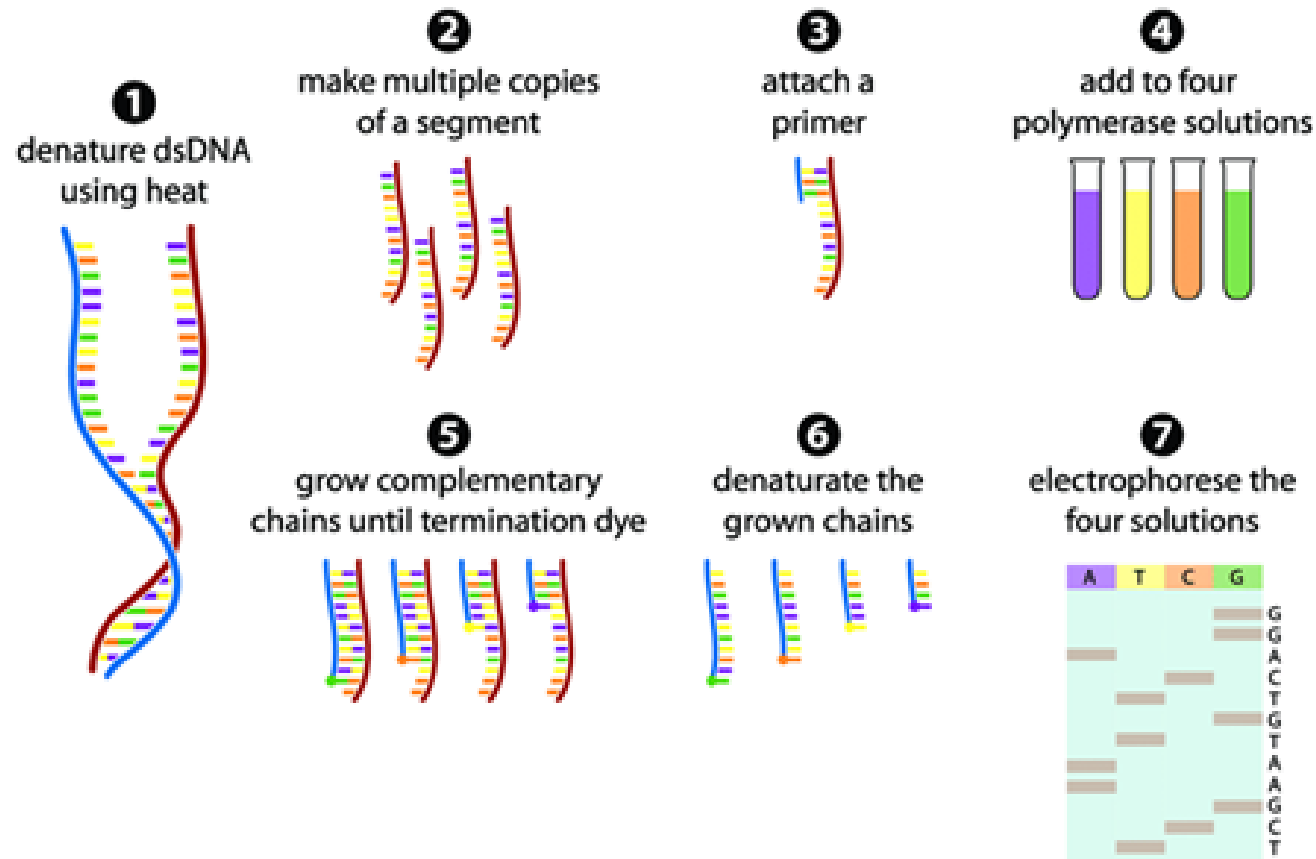 1
denature dsDNA
using heat
2
make multiple copies
of a segment
3
attach a
primer
4
add to four
polymerase solutions
5
grow complementary
chains until termination dye
6
denaturate the
grown chains
7
electrophorese the
four solutions
A T C G
G
G
A
C
T
G
T
A
A
G
C
T